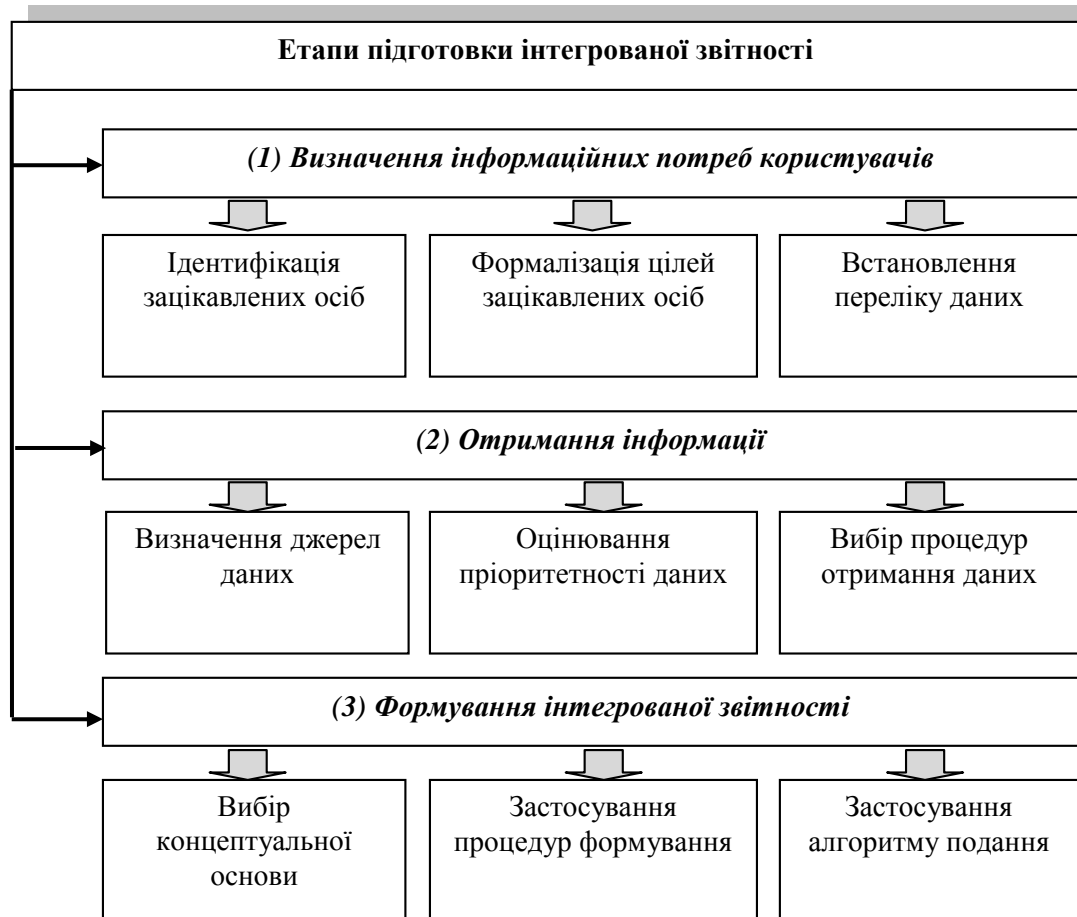 Етапи підготовки інтегрованої звітності
(1) Визначення інформаційних потреб користувачів
Ідентифікація
зацікавлених осіб
Формалізація цілей
зацікавлених осіб
Встановлення
переліку даних
(2) Отримання інформації
Визначення джерел
даних
Оцінювання
пріоритетності даних
Вибір процедур
отримання даних
(3) Формування інтегрованої звітності
Вибір
концептуальної
основи
Застосування
процедур формування
Застосування
алгоритму подання